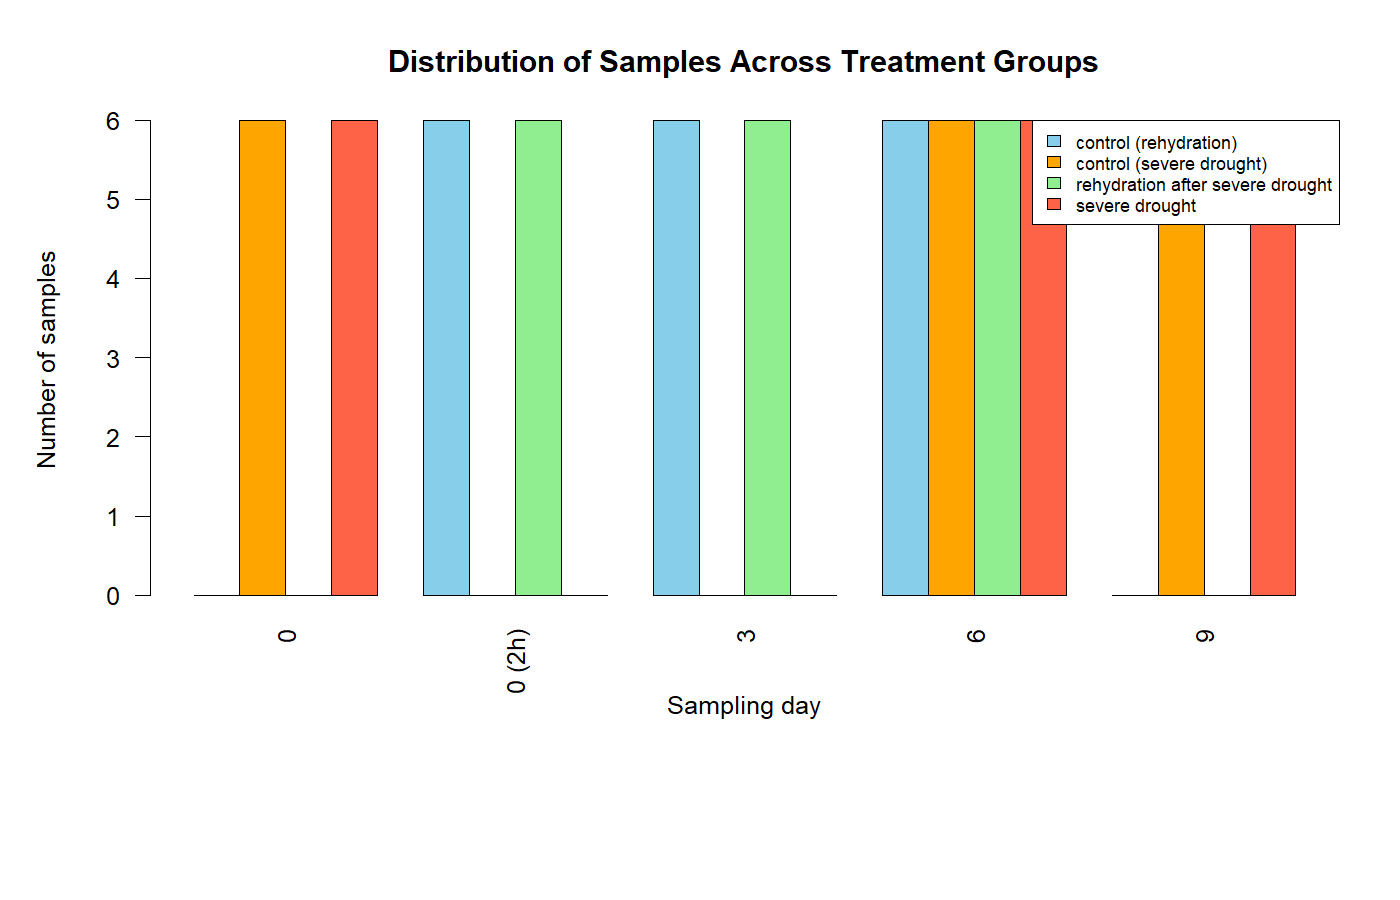 Distribution of Samples Across Treatment Groups
Number of samples
6
5
4
3
2
1
0
control (rehydration)
control (severe drought)
rehydration after severe drought
severe drought
0
0 (2h)
3
6
9
Sampling day